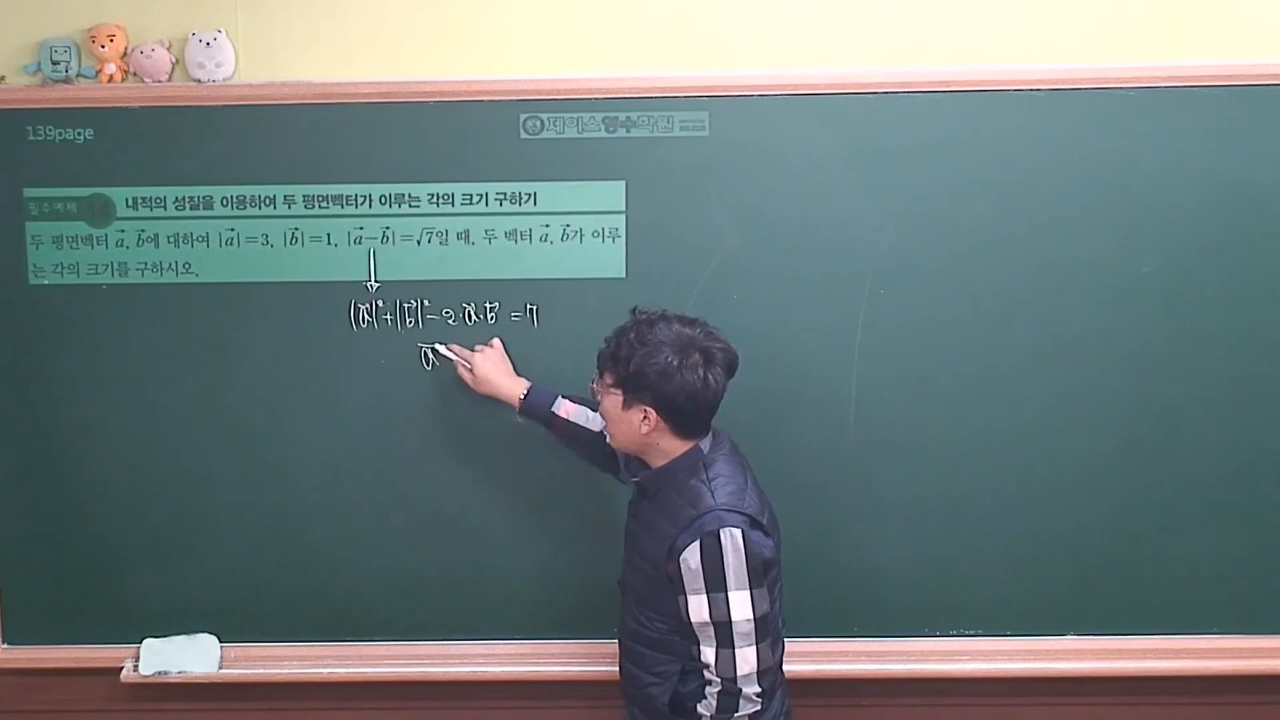 139page
제이스영수학원
필수예제
내적의 성질을 이용하여 두 평면벡터가 이루는 각의 크기 구하기
두 평면벡터 a⃗, b⃗에 대하여 |a⃗|=3, |b⃗|=1, |a⃗−b⃗|=√7일 때, 두 벡터 a⃗, b⃗가 이루
는 각의 크기를 구하시오.
|a⃗|²+|b⃗|²−2·a⃗·b⃗ =7
a⃗